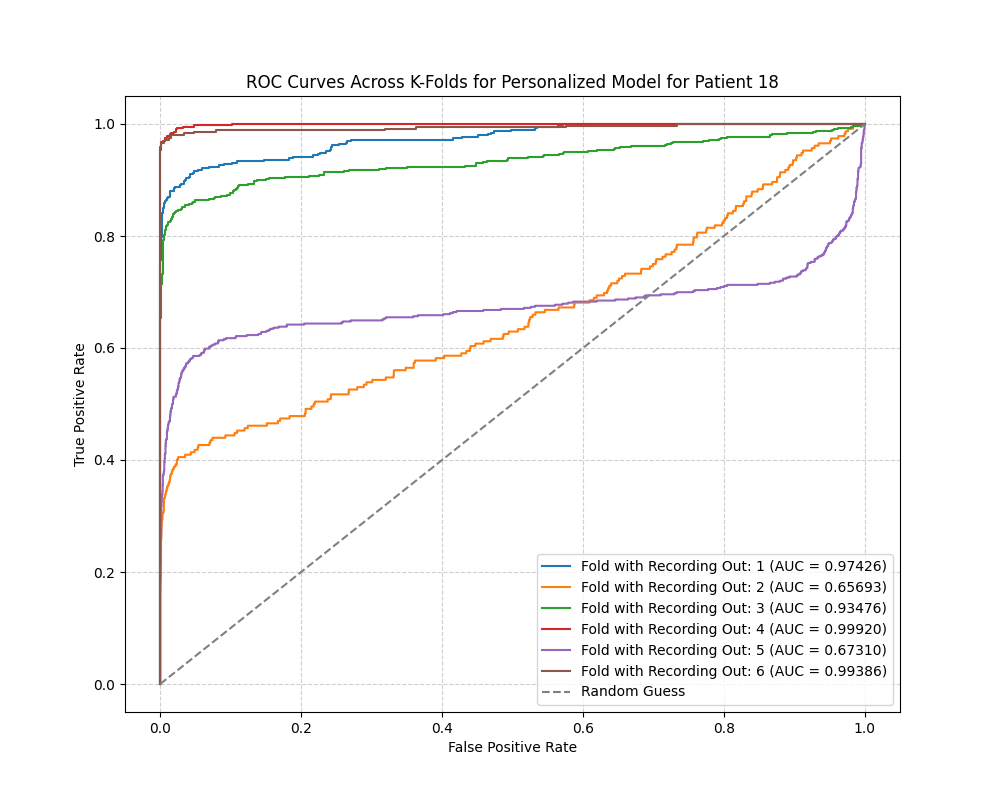 ROC Curves Across K-Folds for Personalized Model for Patient 18
True Positive Rate
1.0
0.8
0.6
0.4
0.2
0.0
Fold with Recording Out: 1 (AUC = 0.97426)
Fold with Recording Out: 2 (AUC = 0.65693)
Fold with Recording Out: 3 (AUC = 0.93476)
Fold with Recording Out: 4 (AUC = 0.99920)
Fold with Recording Out: 5 (AUC = 0.67310)
Fold with Recording Out: 6 (AUC = 0.99386)
Random Guess
0.0 0.2 0.4 0.6 0.8 1.0
False Positive Rate